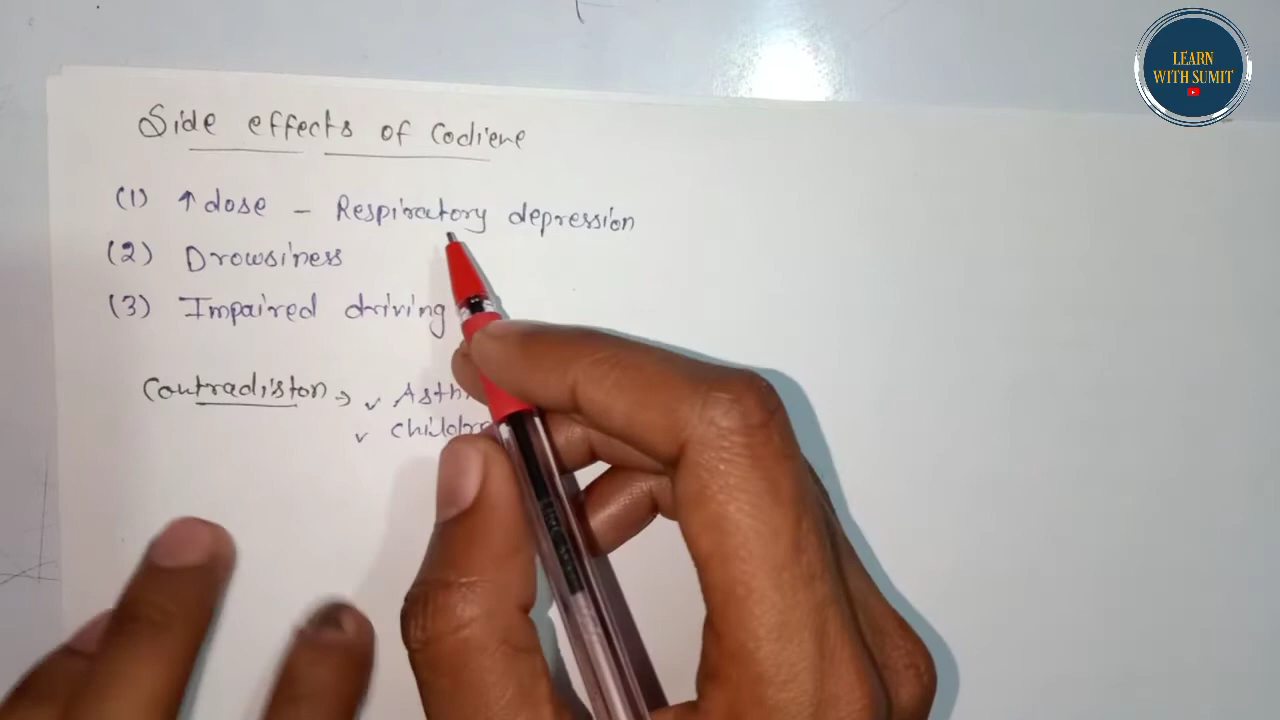 LEARN
WITH SUMIT
Side effects of Codiene
(1) ↑ dose - Respiratory depression
(2) Drowsiness
(3) Impaired driving
Contradiston → ✓
✓